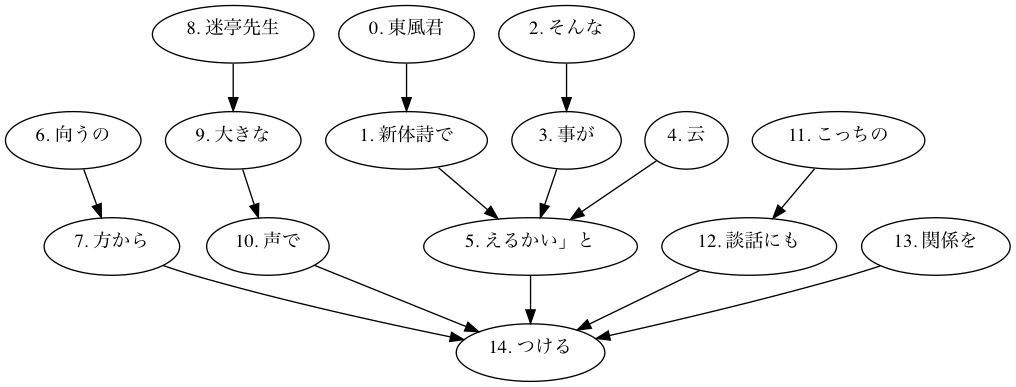 8. 迷亭先生
0. 東風君
2. そんな
6. 向うの
9. 大きな
1. 新体詩で
3. 事が
4. 云
11. こっちの
7. 方から
10. 声で
5. えるかい」と
12. 談話にも
13. 関係を
14. つける